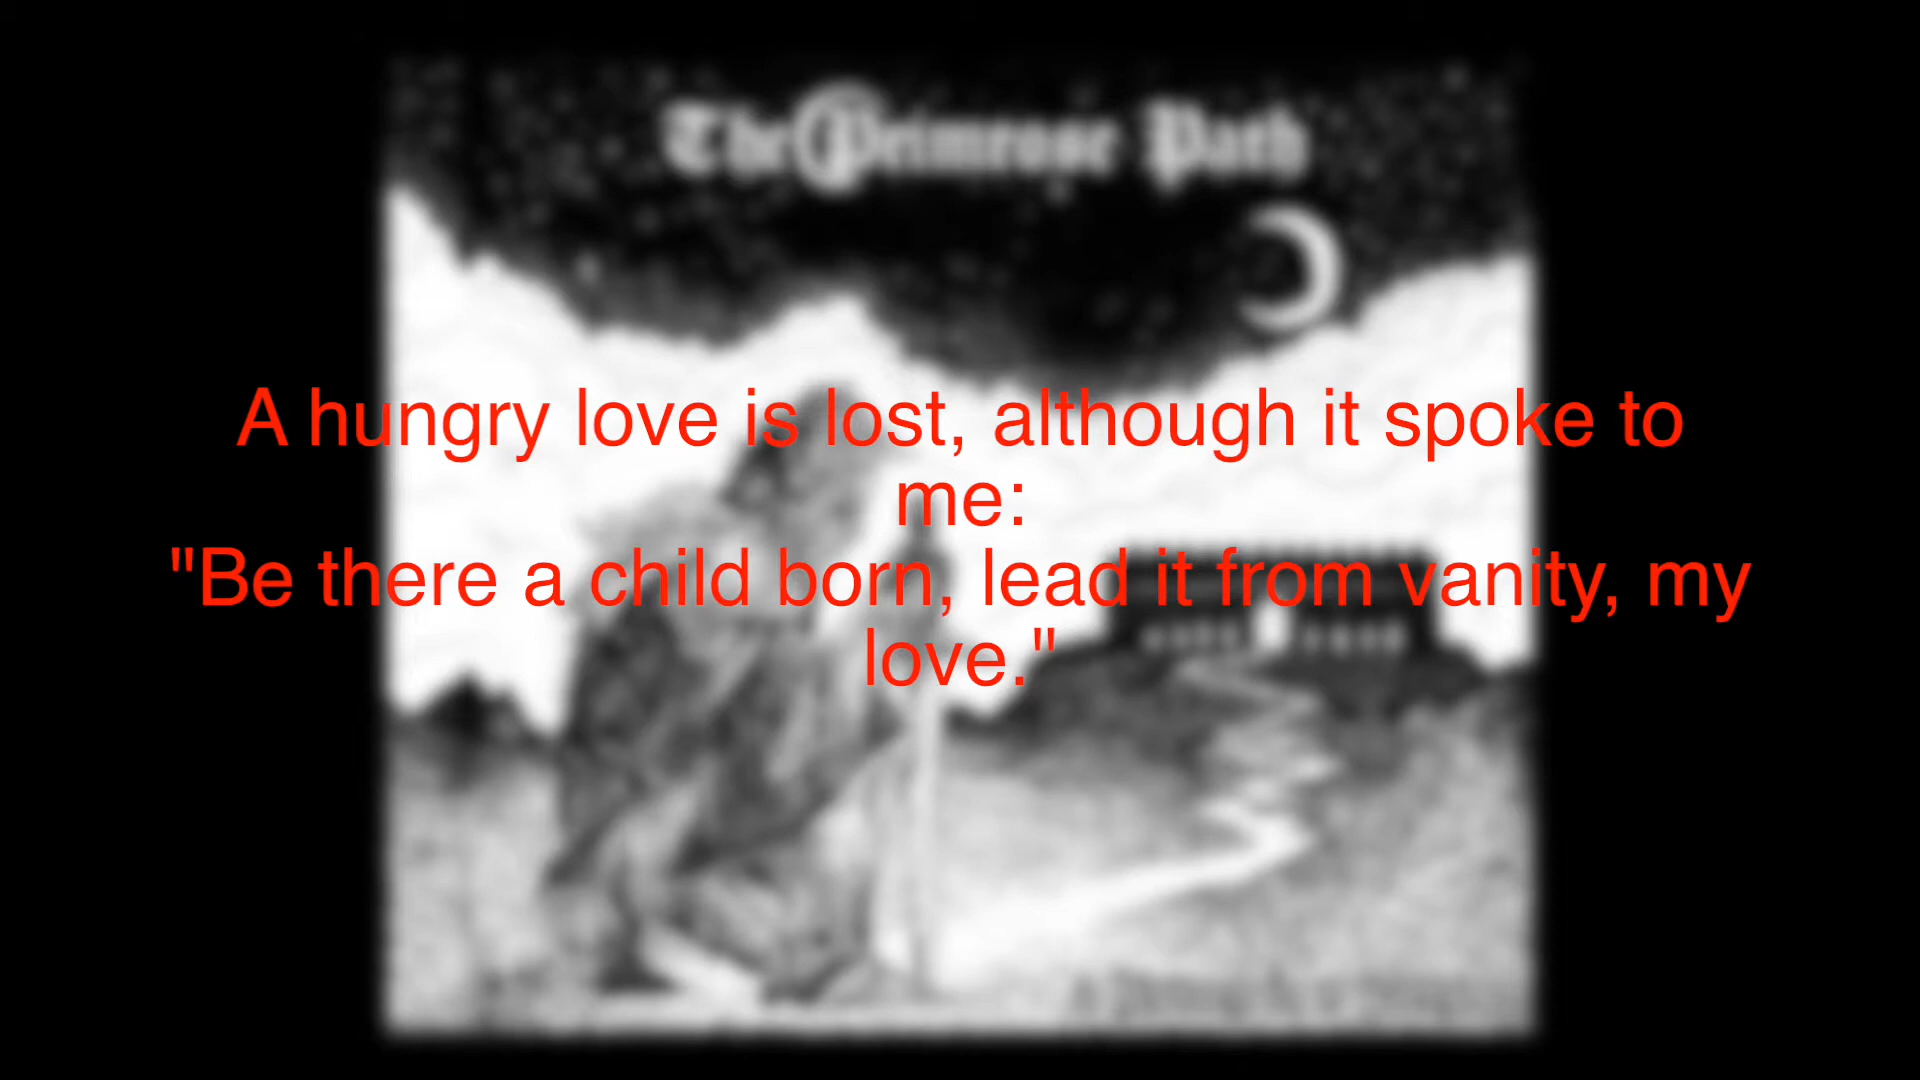 The Primrose Path
A hungry love is lost, although it spoke to
me:
"Be there a child born, lead it from vanity, my
love."